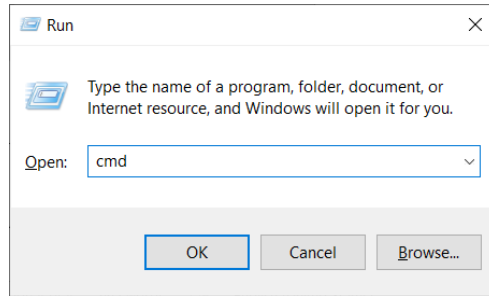 Run
Type the name of a program, folder, document, or
Internet resource, and Windows will open it for you.
Open: cmd
OK Cancel Browse...